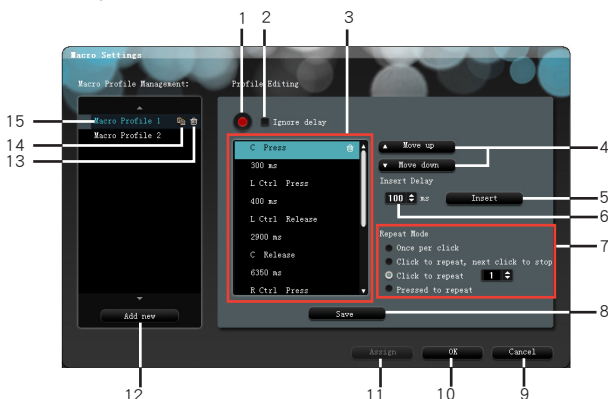 1 2 3
Macro Settings
Macro Profile Management: Profile Editing
15 Macro Profile 1 Ignore delay
14 Macro Profile 2
13
C Press
300 ms
L Ctrl Press
400 ms
L Ctrl Release
2900 ms
C Release
6350 ms
R Ctrl Press
Move up
Move down 4
Insert Delay
100 ms Insert 5
6
Repeat Mode
Once per click 7
Click to repeat, next click to stop
Click to repeat 1
Pressed to repeat
Add new Save 8
Assign OK Cancel
12 11 10 9